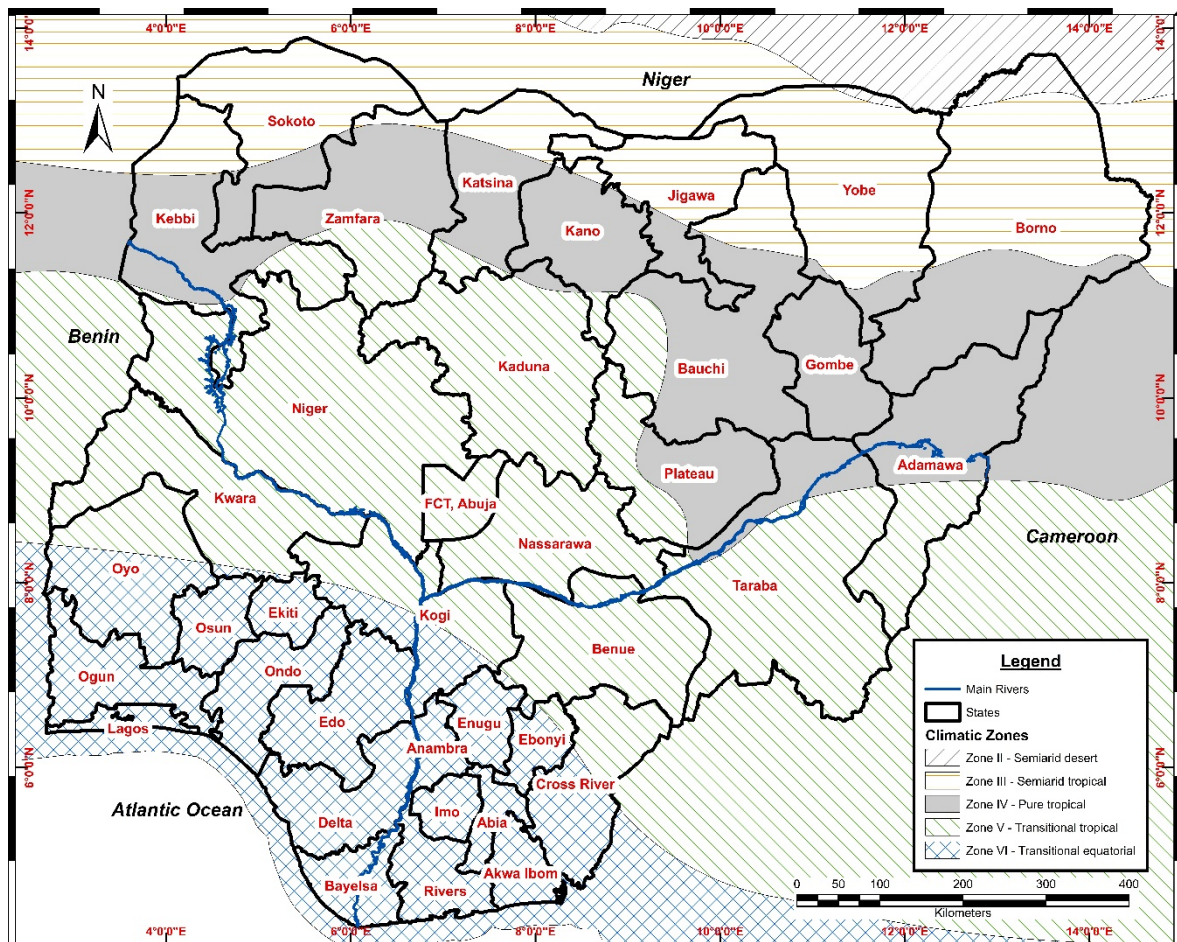 4°0'0"E 6°0'0"E 8°0'0"E 10°0'0"E 12°0'0"E 14°0'0"E
14°0'0"N 14°0'0"N
N
Niger
Sokoto
Katsina
Jigawa
Yobe
12°0'0"N 12°0'0"N
Kebbi
Zamfara
Kano
Borno
Benin
Kaduna
Bauchi
Gombe
10°0'0"N 10°0'0"N
Niger
Plateau
Adamawa
Kwara
FCT, Abuja
Nassarawa
Cameroon
8°0'0"N 8°0'0"N
Oyo
Taraba
Ekiti
Kogi
Osun
Benue
Ogun
Ondo
Lagos
Edo
Enugu
Ebonyi
Anambra
6°0'0"N 6°0'0"N
Cross River
Atlantic Ocean
Delta
Imo
Abia
Bayelsa
Rivers
Akwa Ibom
Legend
Main Rivers
States
Climatic Zones
Zone II - Semiarid desert
Zone III - Semiarid tropical
Zone IV - Pure tropical
Zone V - Transitional tropical
Zone VI - Transitional equatorial
0 50 100 200 300 400
Kilometers
4°0'0"E 6°0'0"E 8°0'0"E 10°0'0"E 12°0'0"E 14°0'0"E